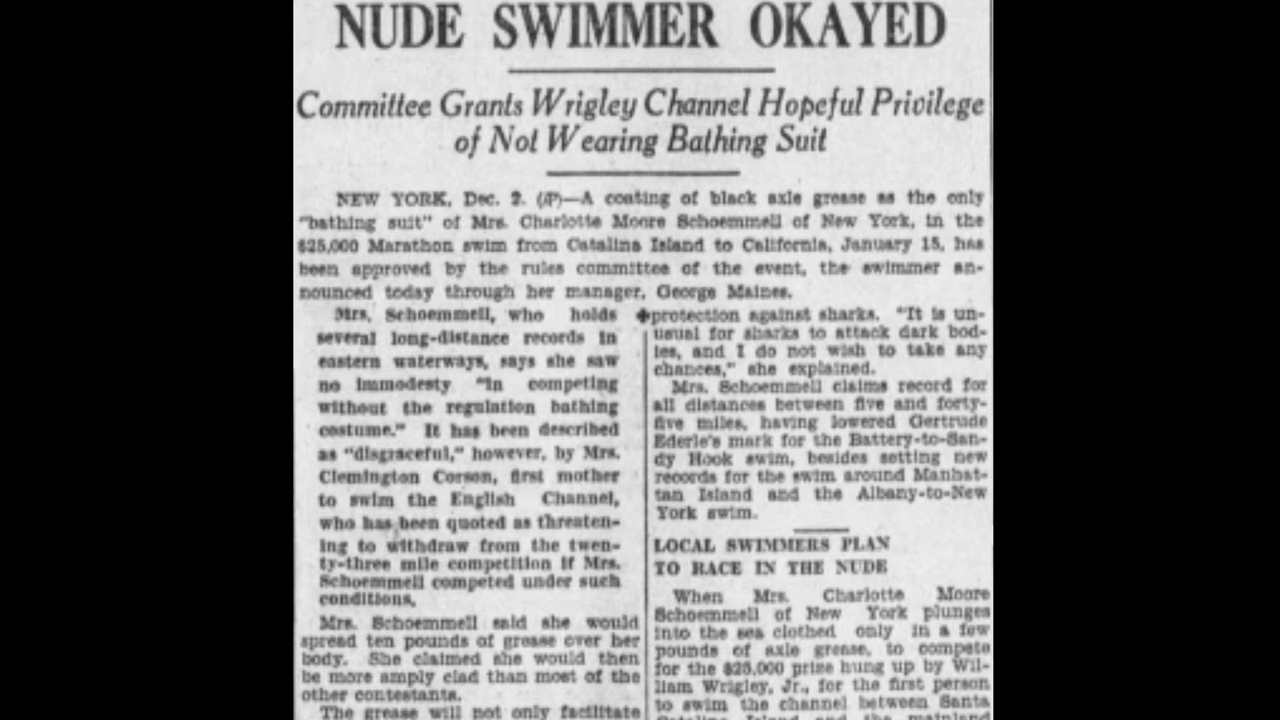 NUDE SWIMMER OKAYED
Committee Grants Wrigley Channel Hopeful Privilege
of Not Wearing Bathing Suit
NEW YORK, Dec. 2. (AP)—A coating of black axle grease as the only
"bathing suit" of Mrs. Charlotte Moore Schoemmell of New York, in the
$25,000 Marathon swim from Catalina Island to California, January 15, has
been approved by the rules committee of the event, the swimmer an-
nounced today through her manager, George Maines.
Mrs. Schoemmell, who holds
several long-distance records in
eastern waterways, says she saw
no immodesty "in competing
without the regulation bathing
costume." It has been described
as "disgraceful," however, by Mrs.
Clemington Corson, first mother
to swim the English Channel,
who has been quoted as threaten-
ing to withdraw from the twen-
ty-three mile competition if Mrs.
Schoemmell competed under such
conditions.
Mrs. Schoemmell said she would
spread ten pounds of grease over her
body. She claimed she would then
be more amply clad than most of the
other contestants.
The grease will not only facilitate
protection against sharks. "It is un-
usual for sharks to attack dark bod-
ies, and I do not wish to take any
chances," she explained.
Mrs. Schoemmell claims record for
all distances between five and forty-
five miles, having lowered Gertrude
Ederle's mark for the Battery-to-San-
dy Hook swim, besides setting new
records for the swim around Manhat-
tan Island and the Albany-to-New
York swim.
LOCAL SWIMMERS PLAN
TO RACE IN THE NUDE
When Mrs. Charlotte Moore
Schoemmell of New York plunges
into the sea clothed only in a few
pounds of axle grease, to compete
for the $25,000 prize hung up by Wil-
liam Wrigley, Jr., for the first person
to swim the channel between Santa
Catalina Island and the mainland